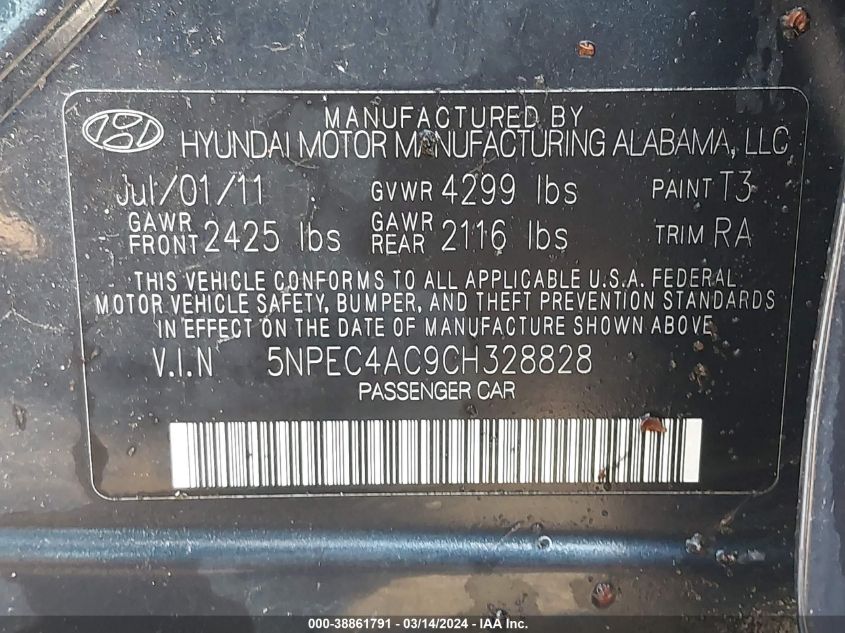 MANUFACTURED BY
HYUNDAI MOTOR MANUFACTURING ALABAMA, LLC
Jul/01/11 GVWR 4299 lbs PAINT T3
GAWR FRONT 2425 lbs GAWR REAR 2116 lbs TRIM RA
THIS VEHICLE CONFORMS TO ALL APPLICABLE U.S.A. FEDERAL
MOTOR VEHICLE SAFETY, BUMPER, AND THEFT PREVENTION STANDARDS
IN EFFECT ON THE DATE OF MANUFACTURE SHOWN ABOVE
V.I.N 5NPEC4AC9CH328828
PASSENGER CAR
000-38861791 - 03/14/2024 - IAA Inc.